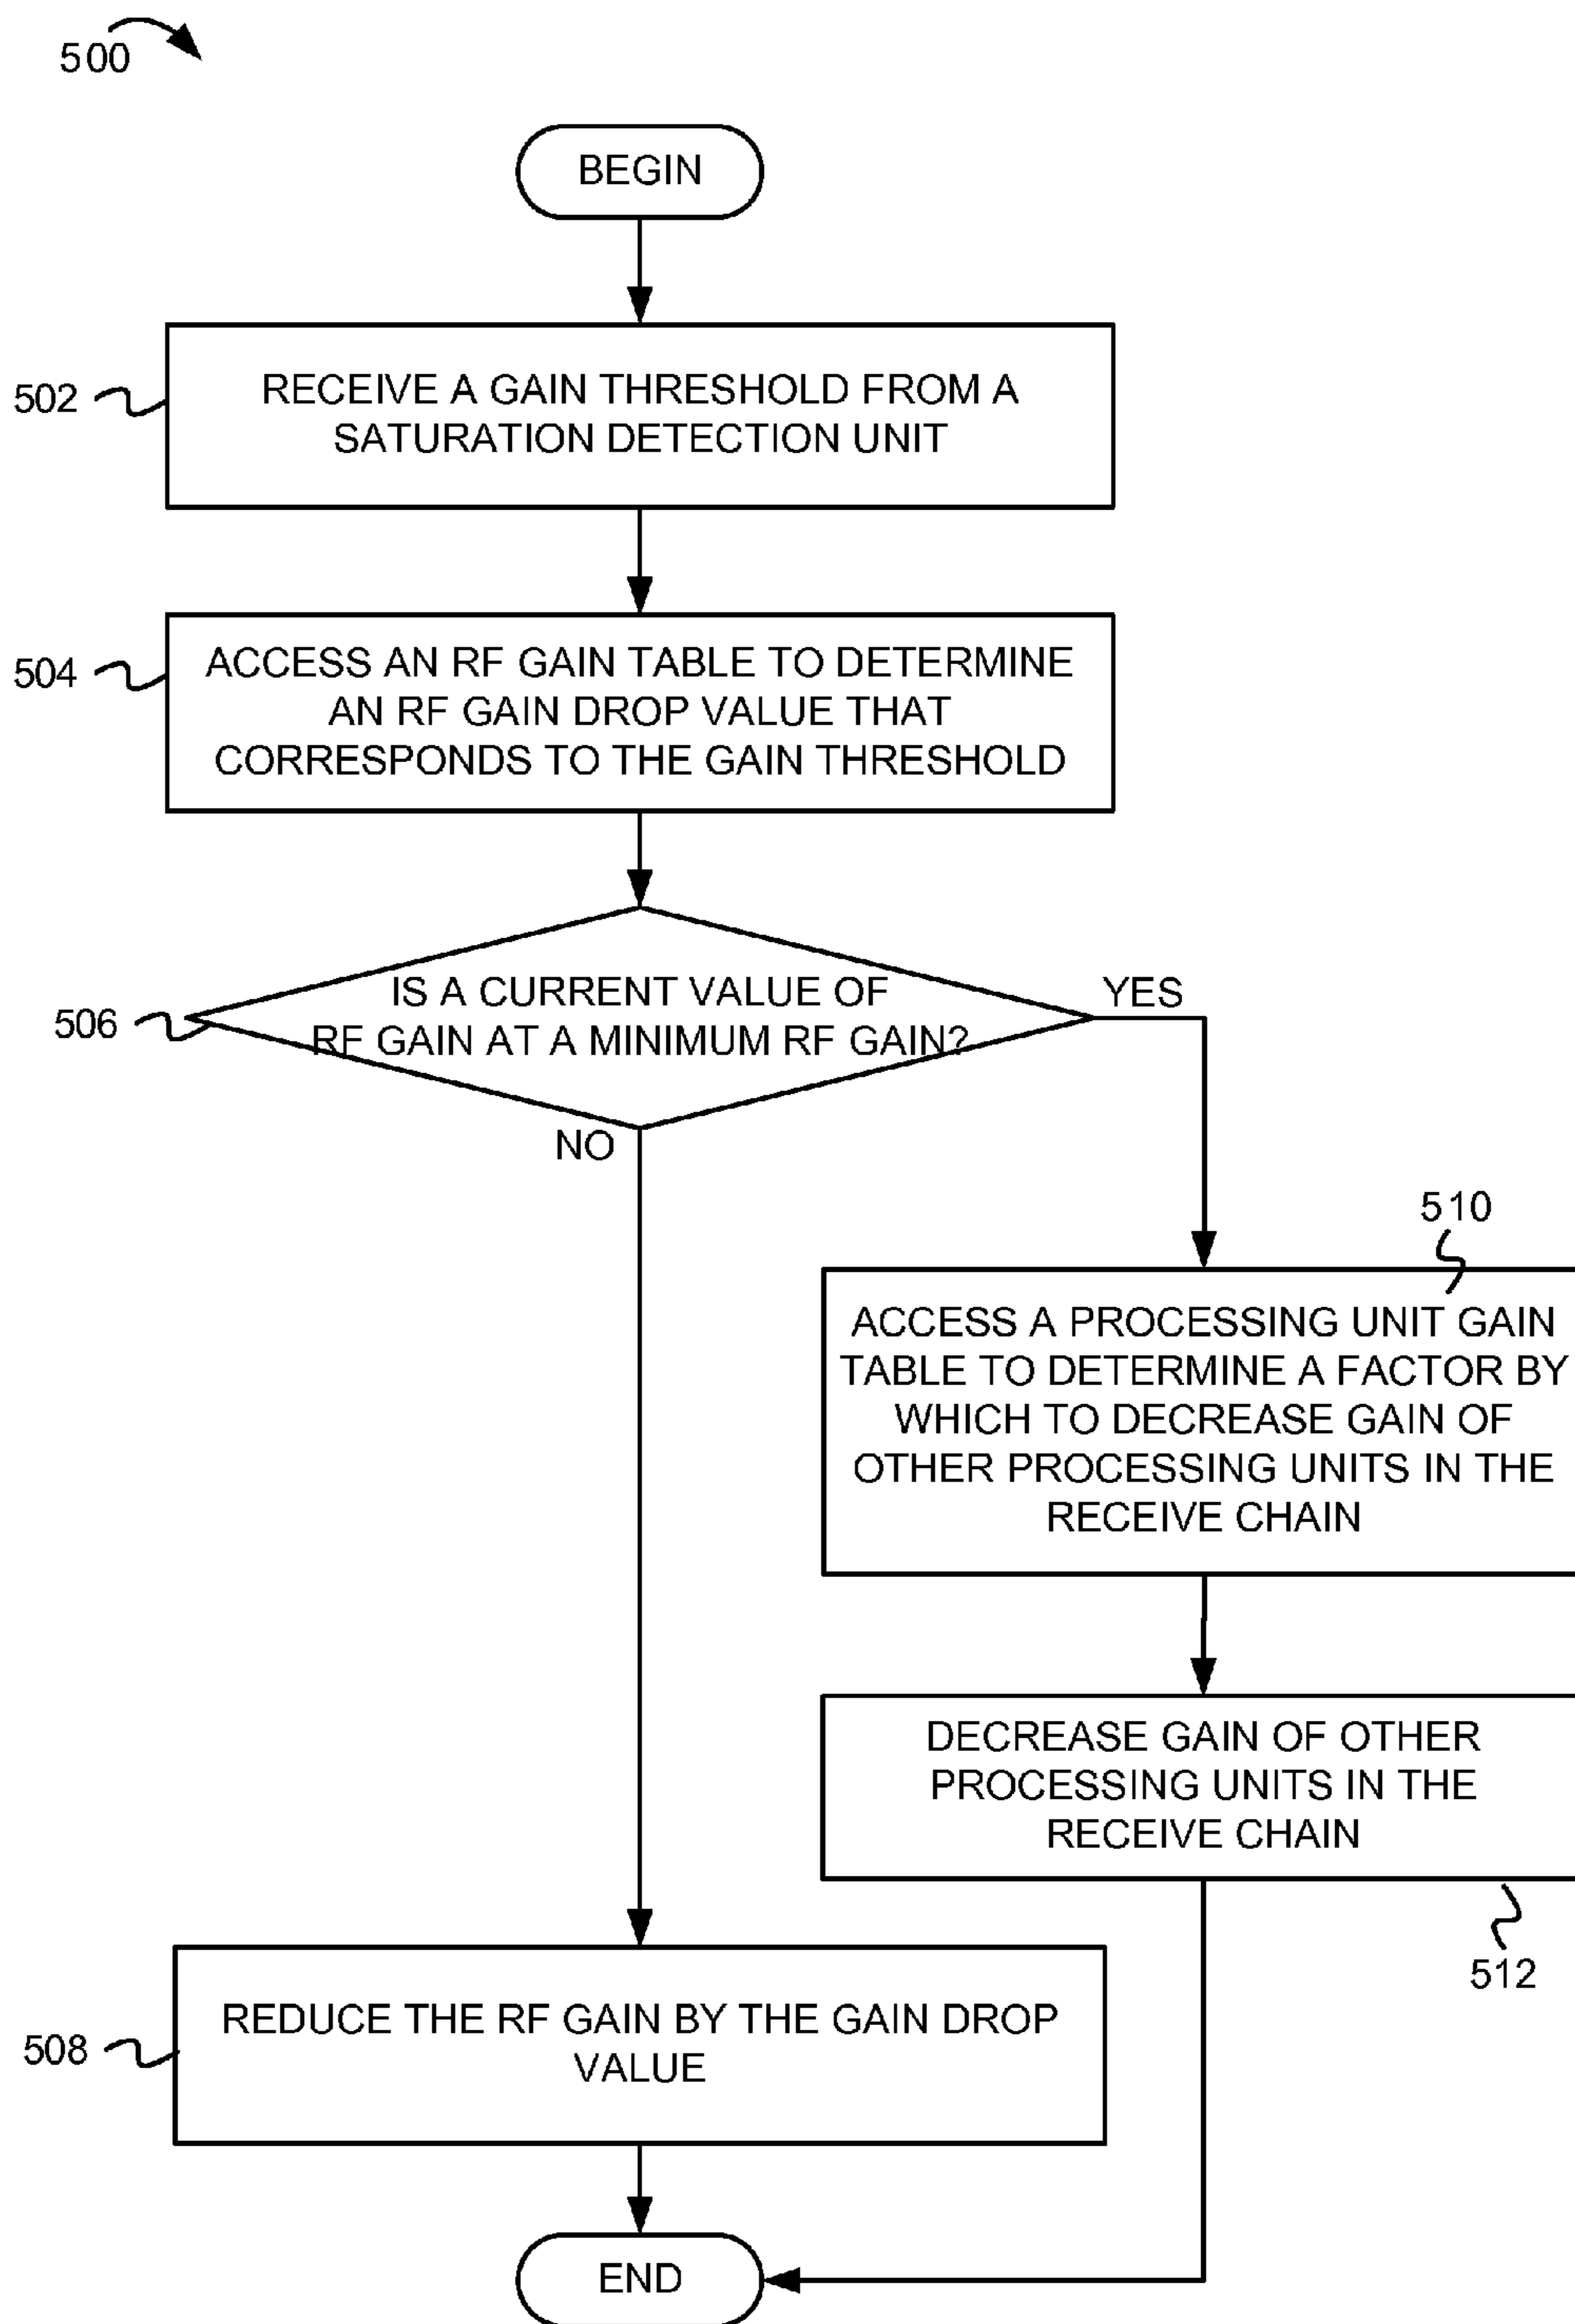 500
BEGIN
502
RECEIVE A GAIN THRESHOLD FROM A
SATURATION DETECTION UNIT
504
ACCESS AN RF GAIN TABLE TO DETERMINE
AN RF GAIN DROP VALUE THAT
CORRESPONDS TO THE GAIN THRESHOLD
506
IS A CURRENT VALUE OF
RF GAIN AT A MINIMUM RF GAIN?
YES
NO
510
ACCESS A PROCESSING UNIT GAIN
TABLE TO DETERMINE A FACTOR BY
WHICH TO DECREASE GAIN OF
OTHER PROCESSING UNITS IN THE
RECEIVE CHAIN
DECREASE GAIN OF OTHER
PROCESSING UNITS IN THE
RECEIVE CHAIN
512
508
REDUCE THE RF GAIN BY THE GAIN DROP
VALUE
END